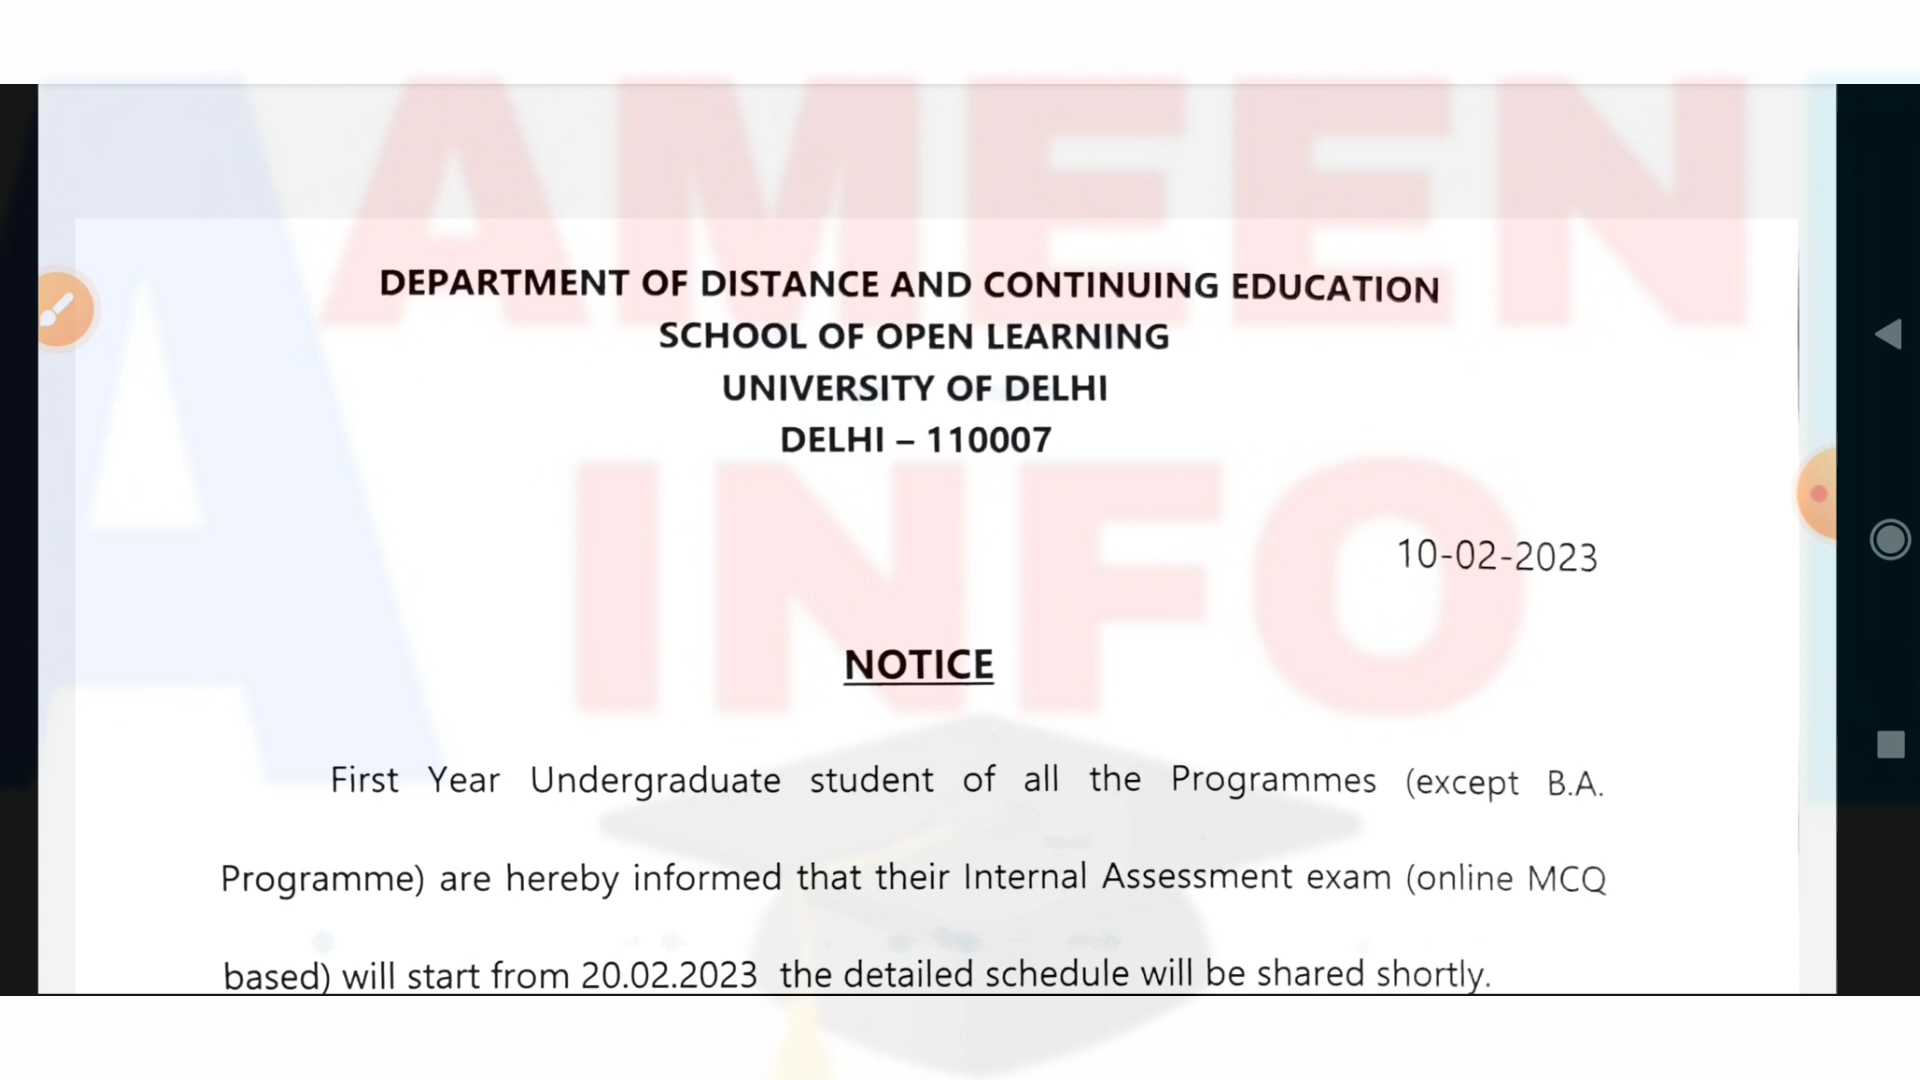 AMEEN
INFO
DEPARTMENT OF DISTANCE AND CONTINUING EDUCATION
SCHOOL OF OPEN LEARNING
UNIVERSITY OF DELHI
DELHI – 110007
10-02-2023
NOTICE
First Year Undergraduate student of all the Programmes (except B.A.
Programme) are hereby informed that their Internal Assessment exam (online MCQ
based) will start from 20.02.2023 the detailed schedule will be shared shortly.